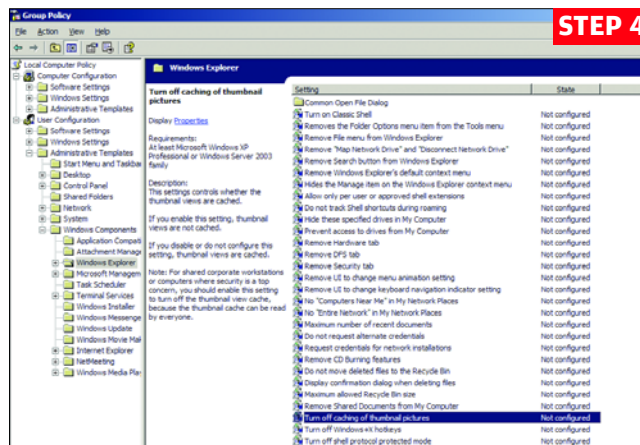 Group Policy
STEP 4
File Action View Help
Local Computer Policy
Computer Configuration
Software Settings
Windows Settings
Administrative Templates
User Configuration
Software Settings
Windows Settings
Administrative Templates
Start Menu and Taskbar
Desktop
Control Panel
Shared Folders
Network
System
Windows Components
Application Compati
Attachment Manage
Windows Explorer
Microsoft Managem
Task Scheduler
Terminal Services
Windows Installer
Windows Messenge
Windows Update
Windows Movie Mak
Internet Explorer
NetMeeting
Windows Media Play
Windows Explorer
Turn off caching of thumbnail
pictures
Display Properties
Requirements:
At least Microsoft Windows XP
Professional or Windows Server 2003
family
Description:
This settings controls whether the
thumbnail views are cached.
If you enable this setting, thumbnail
views are not cached.
If you disable or do not configure this
setting, thumbnail views are cached.
Note: For shared corporate workstations
or computers where security is a top
concern, you should enable this setting
to turn off the thumbnail view cache,
because the thumbnail cache can be read
by everyone.
Setting State
Common Open File Dialog
Turn on Classic Shell Not configured
Removes the Folder Options menu item from the Tools menu Not configured
Remove File menu from Windows Explorer Not configured
Remove "Map Network Drive" and "Disconnect Network Drive" Not configured
Remove Search button from Windows Explorer Not configured
Remove Windows Explorer's default context menu Not configured
Hides the Manage item on the Windows Explorer context menu Not configured
Allow only per user or approved shell extensions Not configured
Do not track Shell shortcuts during roaming Not configured
Hide these specified drives in My Computer Not configured
Prevent access to drives from My Computer Not configured
Remove Hardware tab Not configured
Remove DFS tab Not configured
Remove Security tab Not configured
Remove UI to change menu animation setting Not configured
Remove UI to change keyboard navigation indicator setting Not configured
No "Computers Near Me" in My Network Places Not configured
No "Entire Network" in My Network Places Not configured
Maximum number of recent documents Not configured
Do not request alternate credentials Not configured
Request credentials for network installations Not configured
Remove CD Burning features Not configured
Do not move deleted files to the Recycle Bin Not configured
Display confirmation dialog when deleting files Not configured
Maximum allowed Recycle Bin size Not configured
Remove Shared Documents from My Computer Not configured
Turn off caching of thumbnail pictures Not configured
Turn off Windows+X hotkeys Not configured
Turn off shell protocol protected mode Not configured